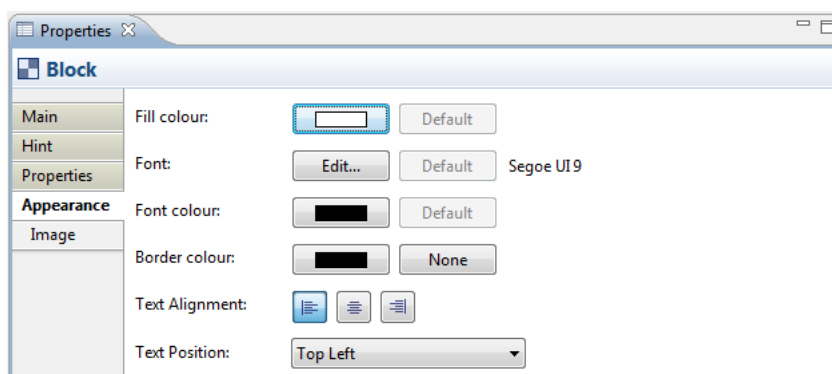 Properties
Block
Main
Hint
Properties
Appearance
Image
Fill colour: Default
Font: Edit... Default Segoe UI 9
Font colour: Default
Border colour: None
Text Alignment:
Text Position: Top Left